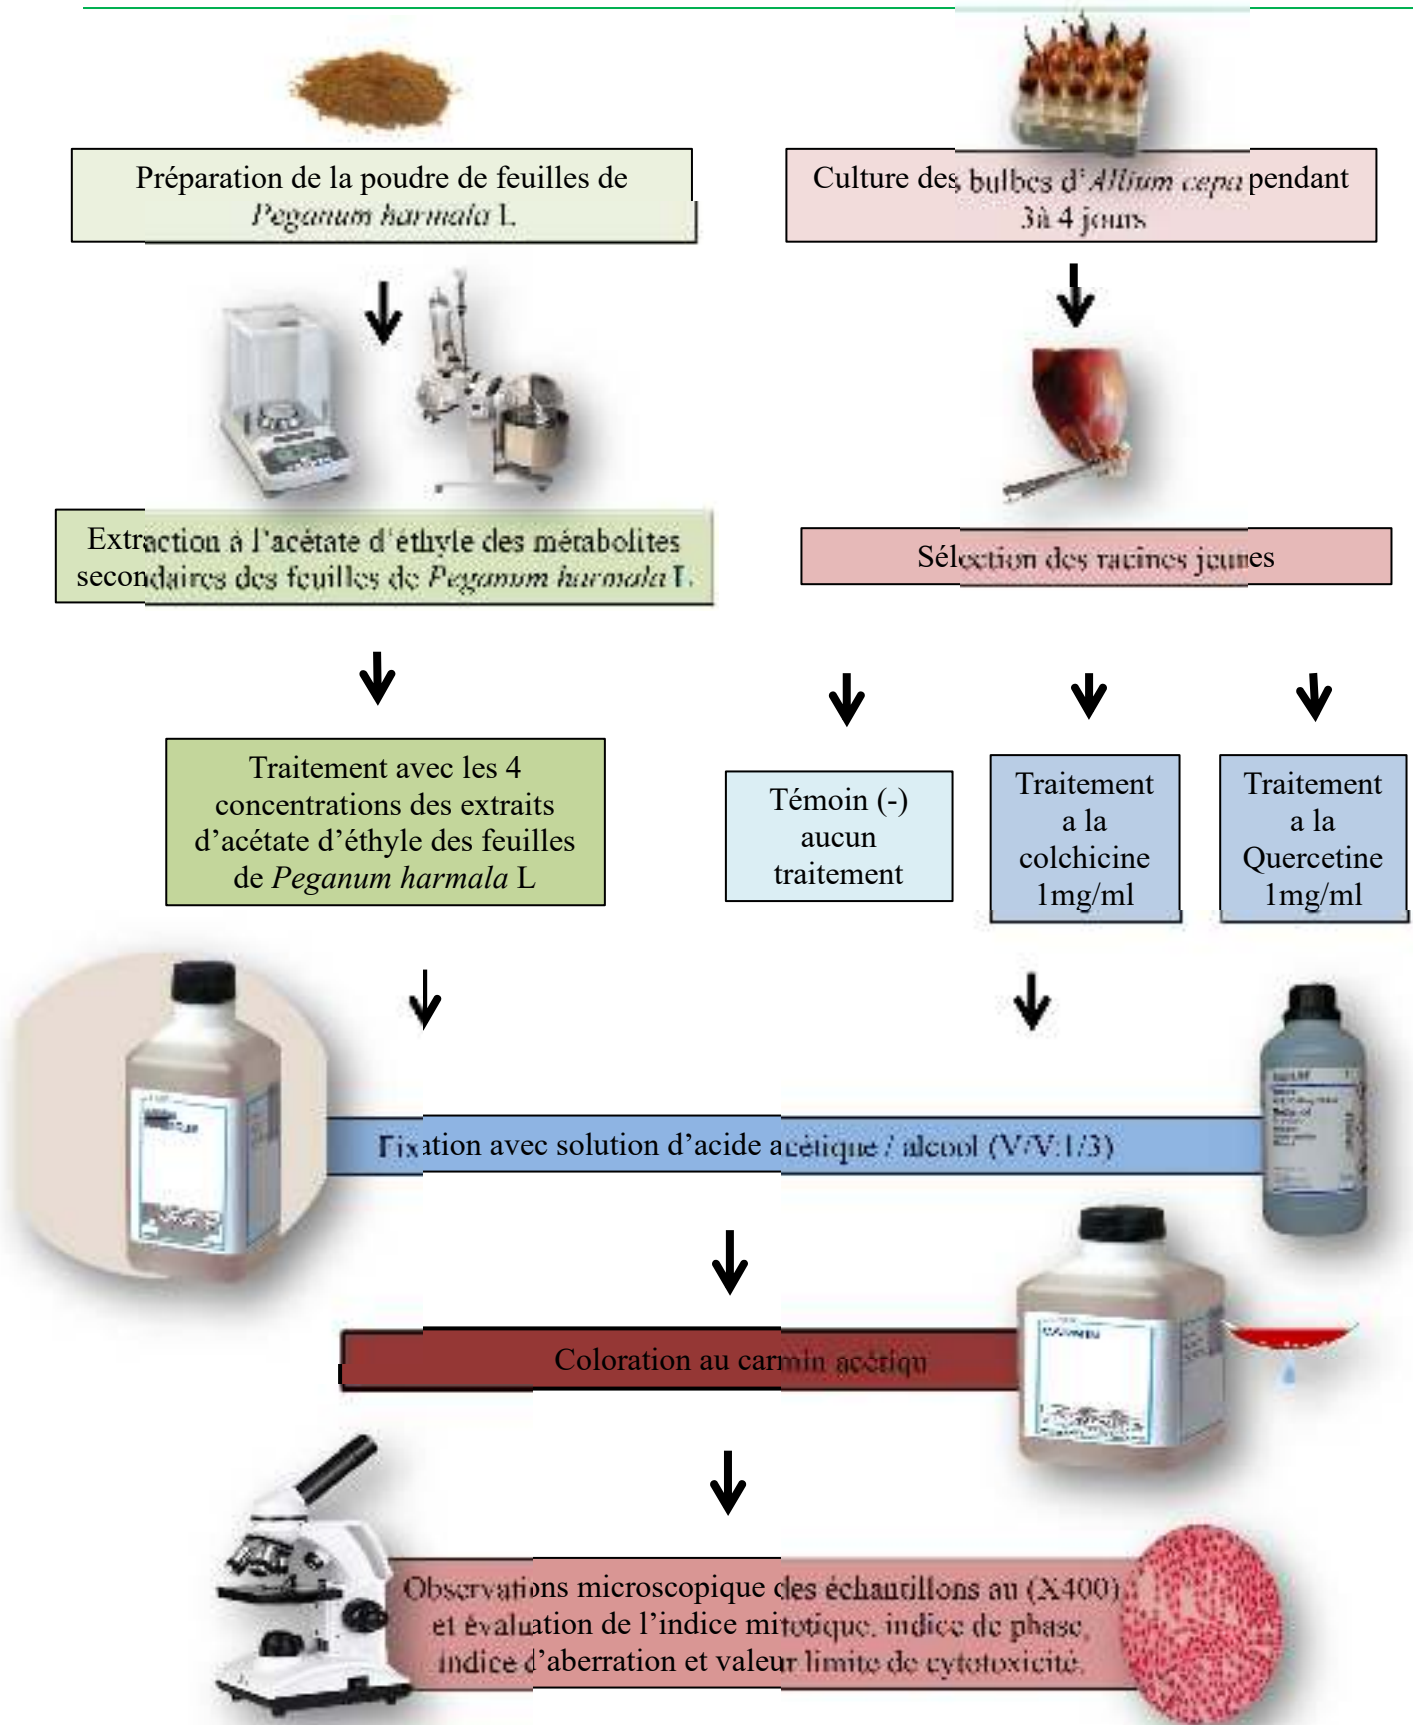 Préparation de la poudre de feuilles de
Peganum harmala L
Culture des bulbes d'Allium cepa pendant
3à 4 jours
Extraction à l'acétate d'éthyle des métabolites
secondaires des feuilles de Peganum harmala L.
Sélection des racines jeunes
Traitement avec les 4
concentrations des extraits
d'acétate d'éthyle des feuilles
de Peganum harmala L
Témoin (-)
aucun
traitement
Traitement
a la
colchicine
1mg/ml
Traitement
a la
Quercetine
1mg/ml
Fixation avec solution d'acide acétique / alcool (V/V:1/3)
Coloration au carmin acétiqu
CARMIN
Observations microscopique des échantillons au (X400)
et évaluation de l'indice mitotique, indice de phase,
indice d'aberration et valeur limite de cytotoxicité.